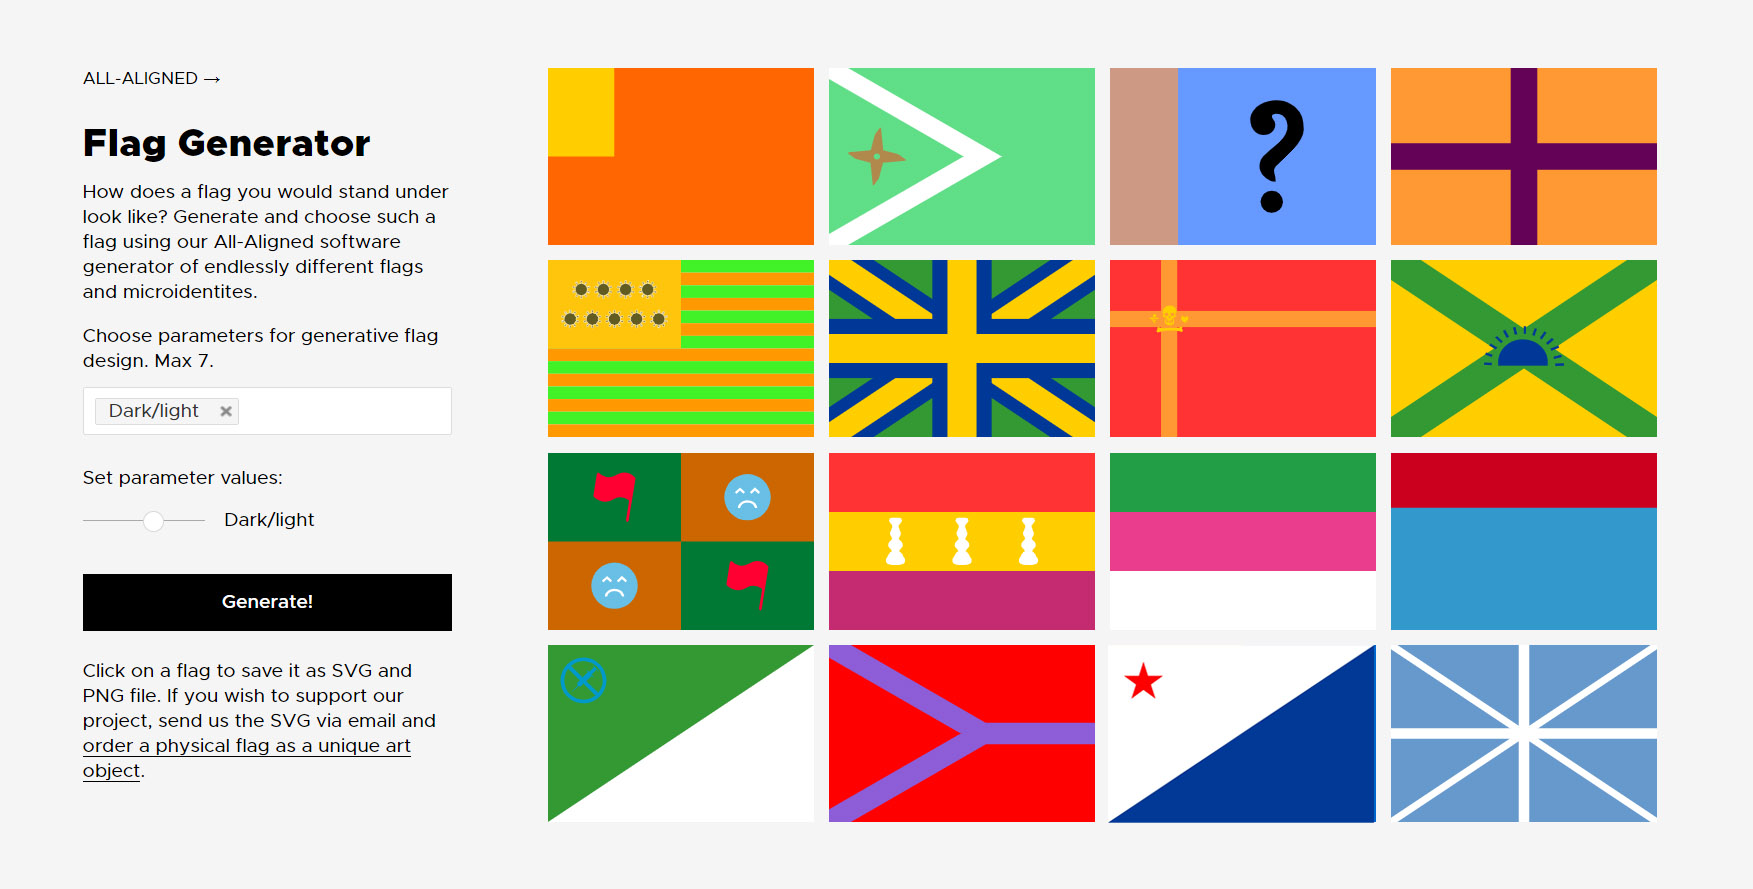 ALL-ALIGNED →
Flag Generator
How does a flag you would stand under
look like? Generate and choose such a
flag using our All-Aligned software
generator of endlessly different flags
and microidentites.
Choose parameters for generative flag
design. Max 7.
Dark/light ×
Set parameter values:
Dark/light
Generate!
Click on a flag to save it as SVG and
PNG file. If you wish to support our
project, send us the SVG via email and
order a physical flag as a unique art
object.
?